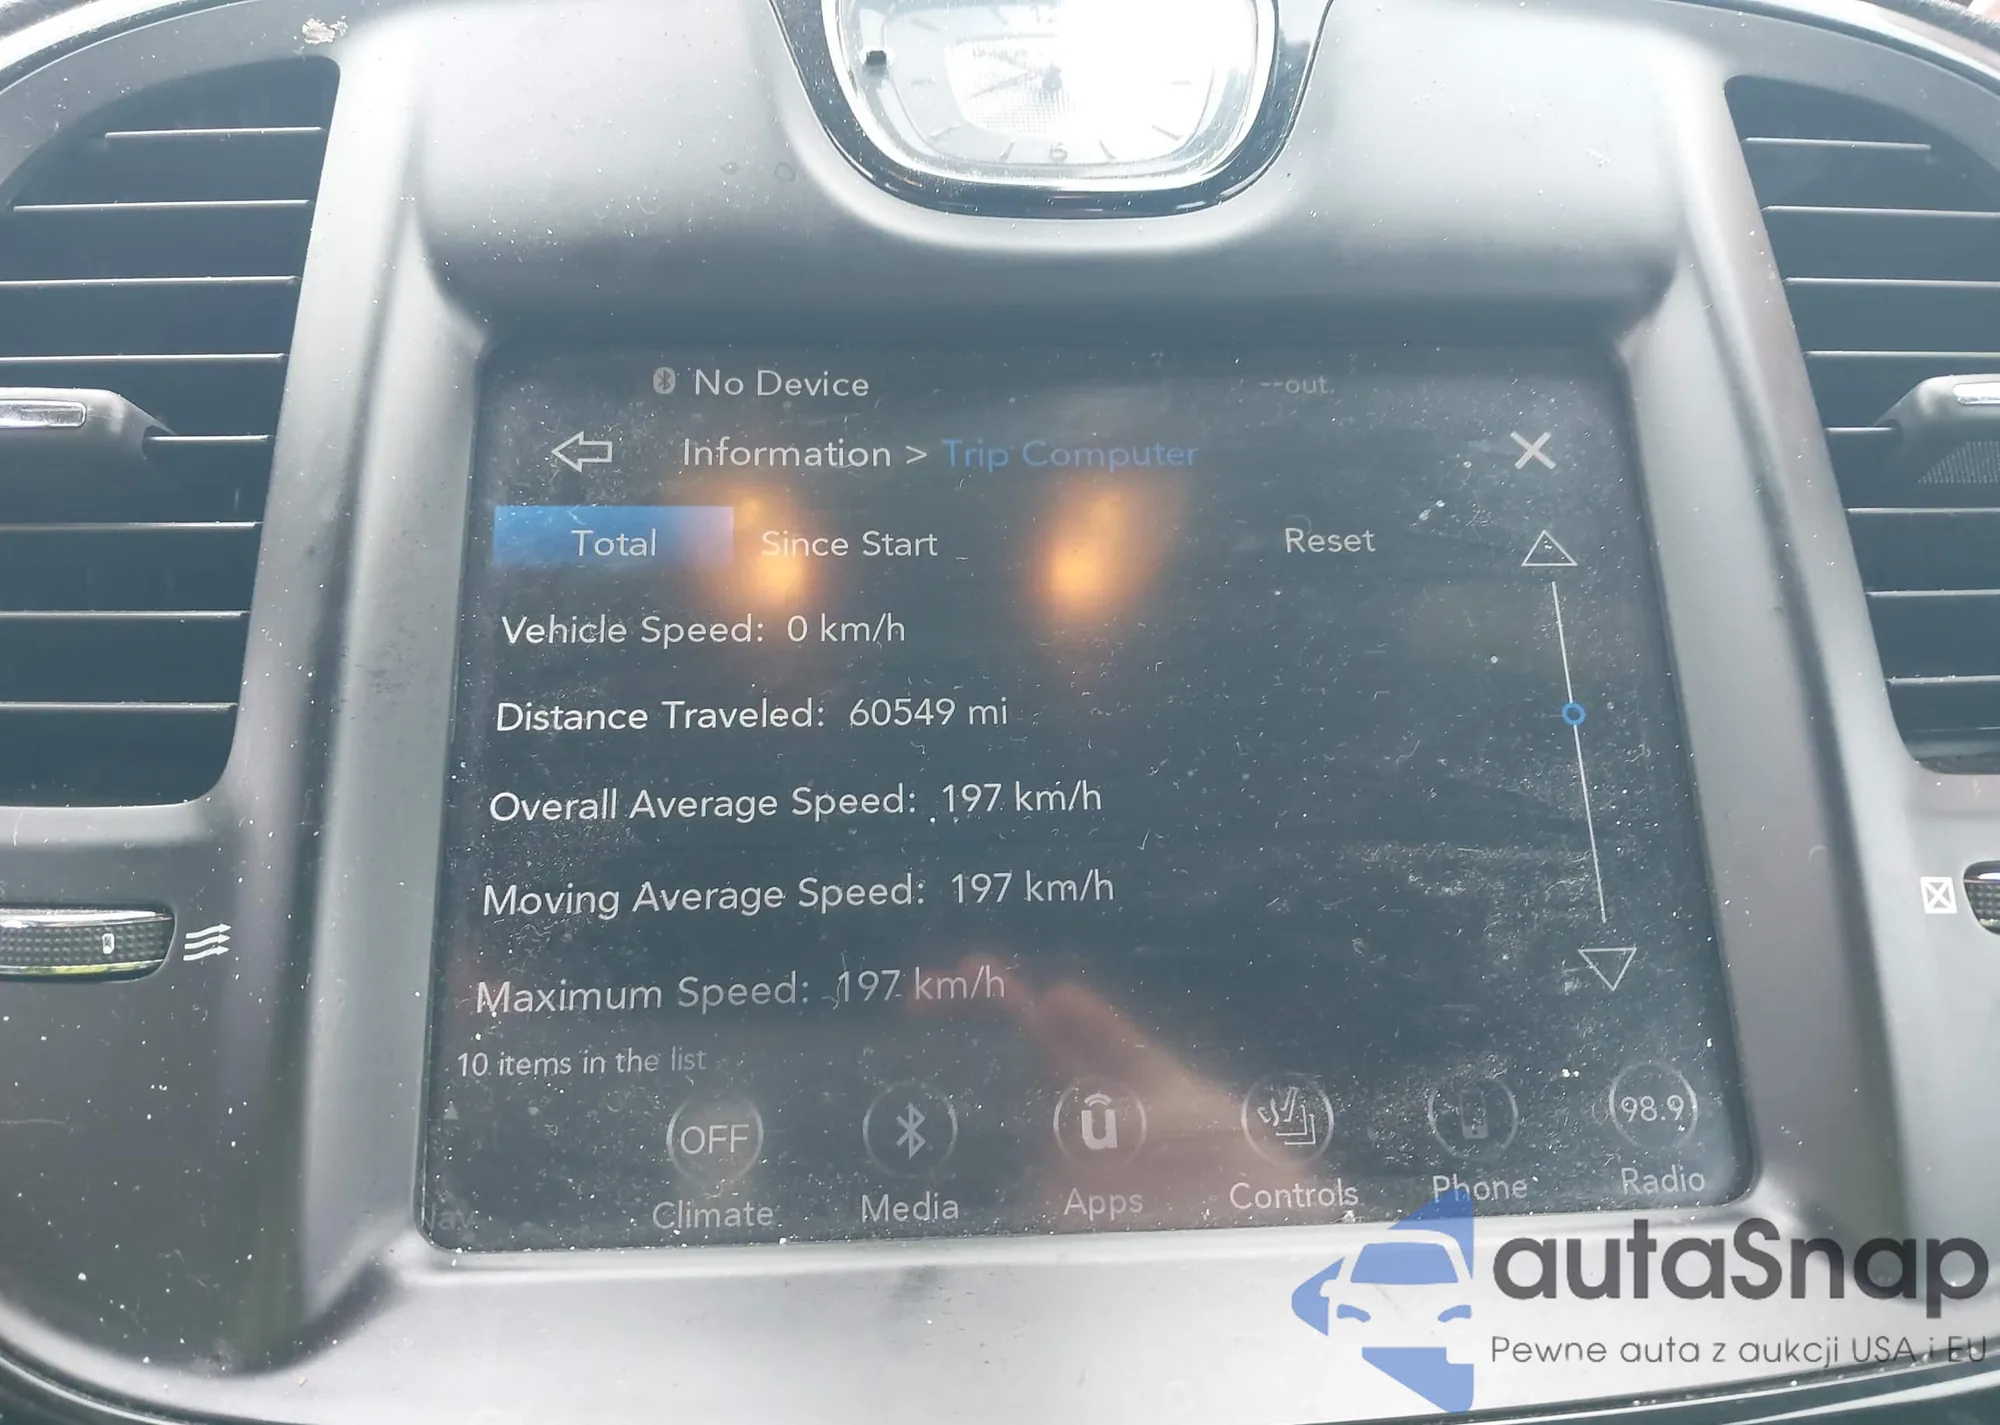 6
No Device
--out.
Information > Trip Computer
Total Since Start Reset
Vehicle Speed: 0 km/h
Distance Traveled: 60549 mi
Overall Average Speed: 197 km/h
Moving Average Speed: 197 km/h
Maximum Speed: 197 km/h
10 items in the list
OFF
98.9
Nav
Climate
Media
Apps
Controls
Phone
Radio
autaSnap
Pewne auta z aukcji USA i EU